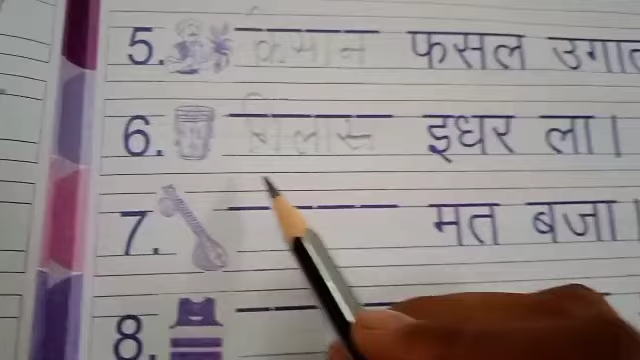 5. किसान फसल उगात
6. गिलास इधर ला।
7. मत बजा।
8.